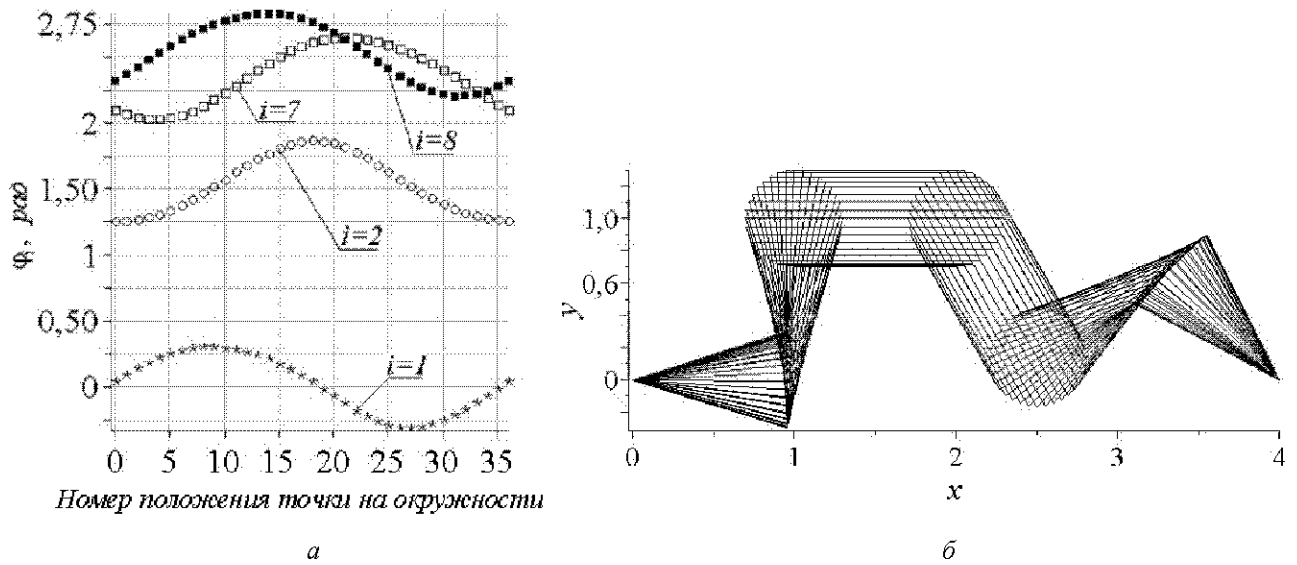 2,75
2
1,50
1
0,50
0
φi, рад
i=7
i=8
i=2
i=1
0 5 10 15 20 25 30 35
Номер положения точки на окружности
а
1,0
0,6
0
y
0 1 2 3 4
x
б